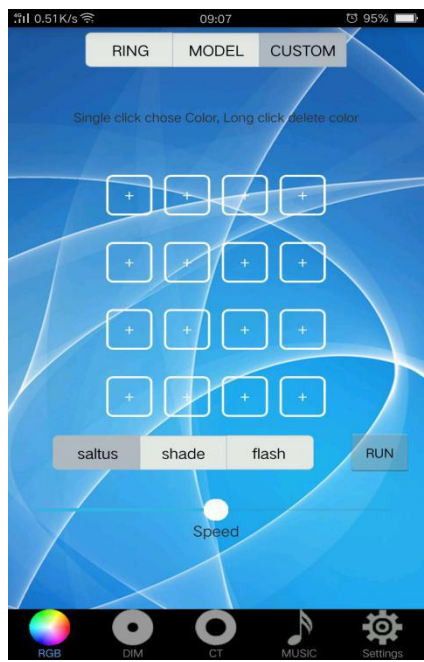 46 0.51K/s 09:07 95%
RING MODEL CUSTOM
Single click chose Color, Long click delete color
+ + + +
+ + + +
+ + + +
+ + + +
saltus shade flash RUN
Speed
RGB DIM CT MUSIC Settings